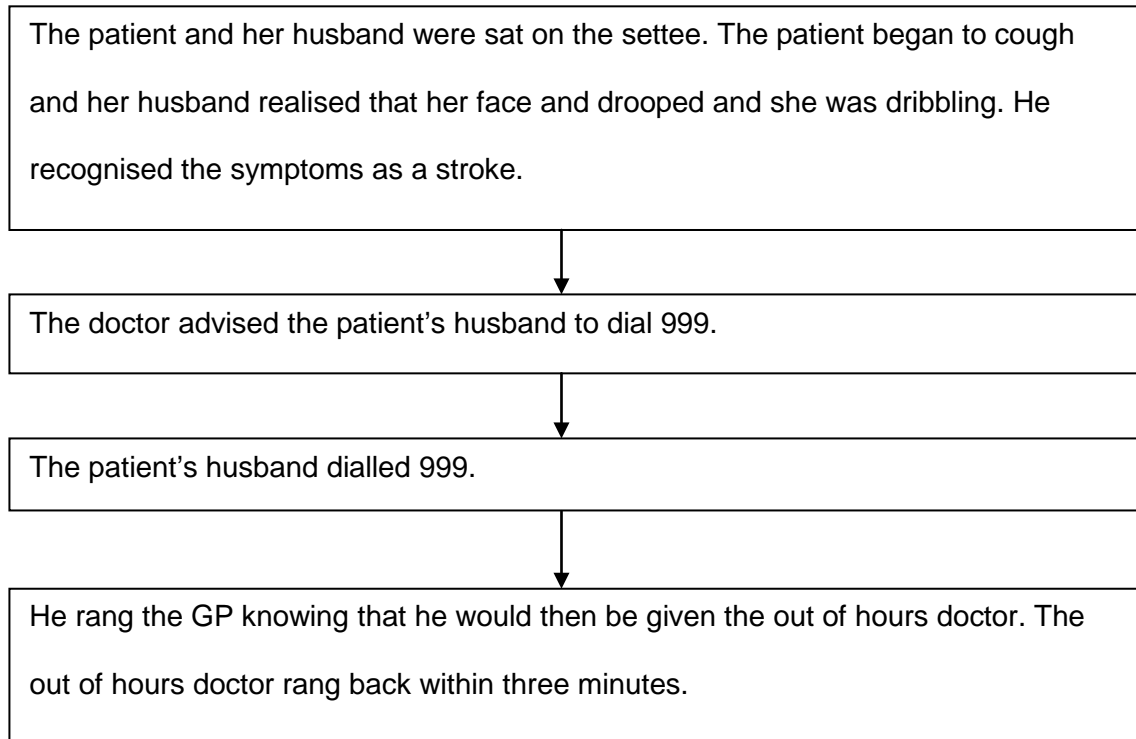 The patient and her husband were sat on the settee. The patient began to cough
and her husband realised that her face and drooped and she was dribbling. He
recognised the symptoms as a stroke.
The doctor advised the patient’s husband to dial 999.
The patient’s husband dialled 999.
He rang the GP knowing that he would then be given the out of hours doctor. The
out of hours doctor rang back within three minutes.